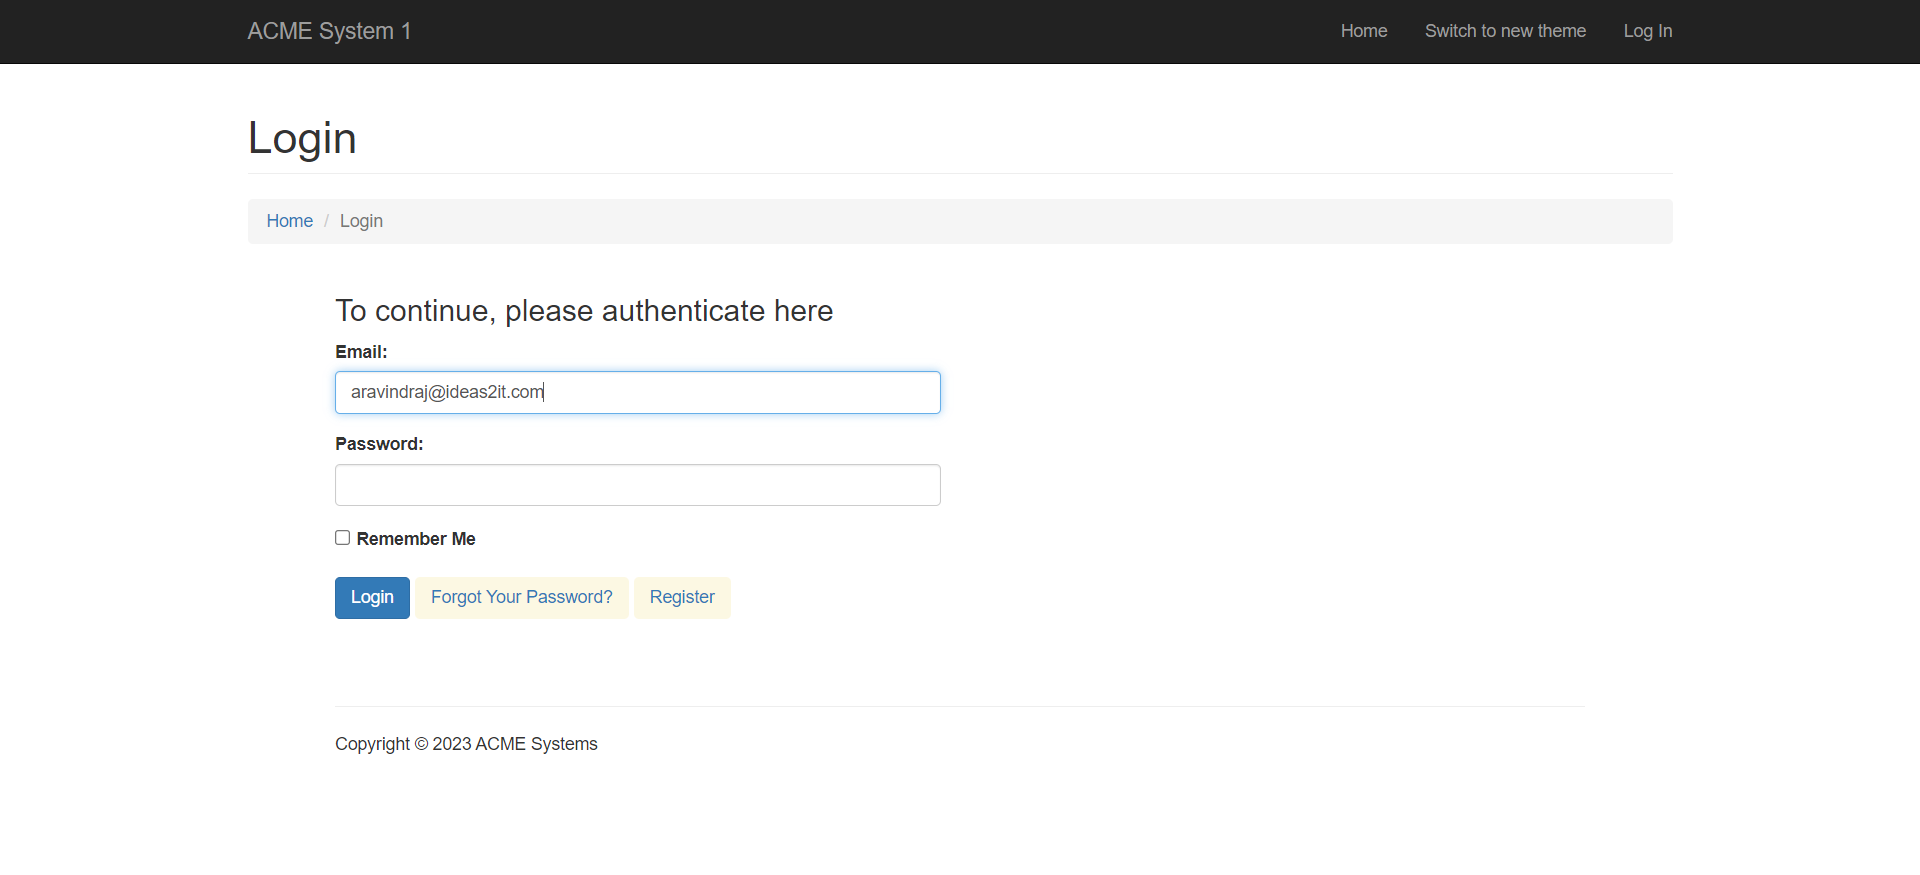 ACME System 1 Home Switch to new theme Log In
Login
Home / Login
To continue, please authenticate here
Email:
aravindraj@ideas2it.com
Password:
Remember Me
Login Forgot Your Password? Register
Copyright © 2023 ACME Systems